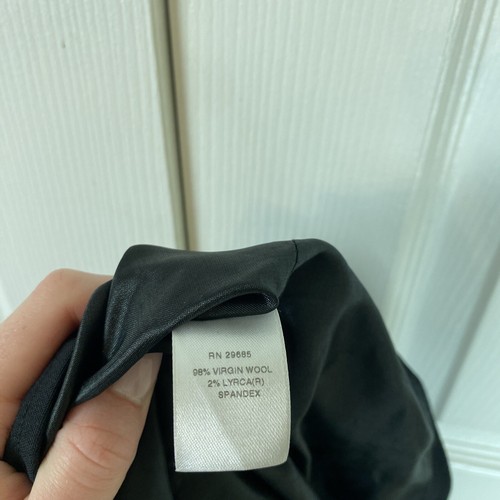 RN 29685
98% VIRGIN WOOL
2% LYRCA(R)
SPANDEX